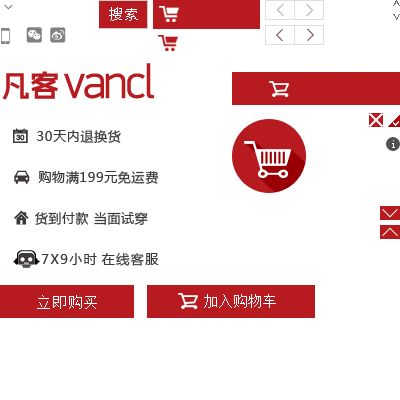 搜索
凡客 vancl
30天内退换货
购物满199元免运费
货到付款 当面试穿
7X9小时 在线客服
立即购买
加入购物车